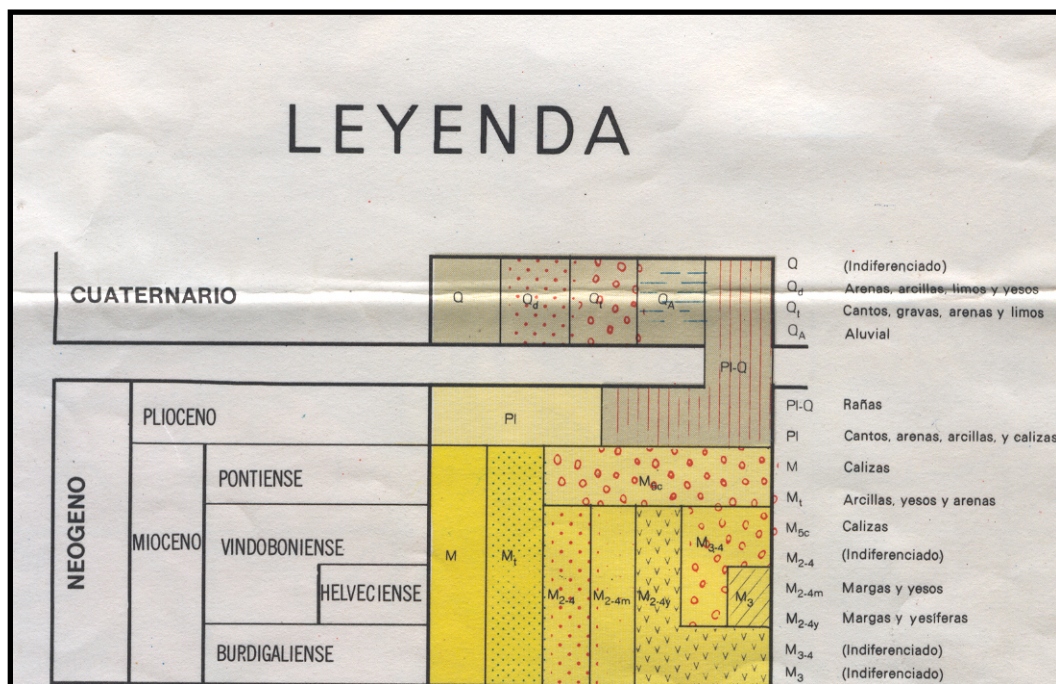 LEYENDA
CUATERNARIO
Q Qd Qt QA
Q (Indiferenciado)
Qd Arenas, arcillas, limos y yesos
Qt Cantos, gravas, arenas y limos
QA Aluvial
Pl-Q
NEOGENO
PLIOCENO
Pl
Pl-Q Rañas
Pl Cantos, arenas, arcillas, y calizas
MIOCENO
PONTIENSE
VINDOBONIENSE
HELVECIENSE
BURDIGALIENSE
M6c
M Mt M3-4
M2-4 M2-4m M2-4y M3
M Calizas
Mt Arcillas, yesos y arenas
M5c Calizas
M2-4 (Indiferenciado)
M2-4m Margas y yesos
M2-4y Margas y yesíferas
M3-4 (Indiferenciado)
M3 (Indiferenciado)